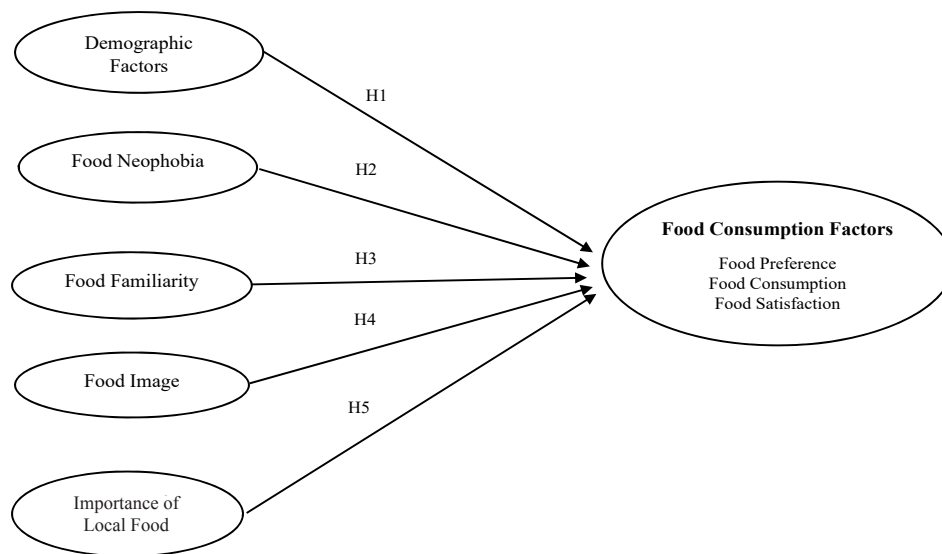 Demographic
Factors
H1
Food Neophobia
H2
Food Familiarity
H3
Food Image
H4
Importance of
Local Food
H5
Food Consumption Factors
Food Preference
Food Consumption
Food Satisfaction